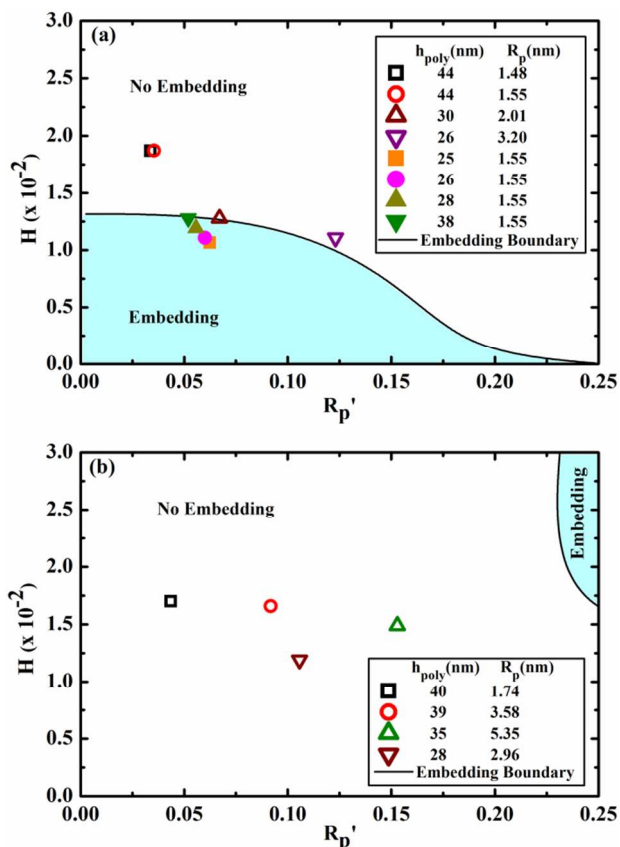 (a)
No Embedding
Embedding
h_poly(nm) R_p(nm)
44 1.48
44 1.55
30 2.01
26 3.20
25 1.55
26 1.55
28 1.55
38 1.55
Embedding Boundary
H (x 10^-2)
3.0
2.5
2.0
1.5
1.0
0.5
0.0
0.00 0.05 0.10 0.15 0.20 0.25
R_p'
(b)
No Embedding
Embedding
h_poly(nm) R_p(nm)
40 1.74
39 3.58
35 5.35
28 2.96
Embedding Boundary
H (x 10^-2)
3.0
2.5
2.0
1.5
1.0
0.5
0.0
0.00 0.05 0.10 0.15 0.20 0.25
R_p'